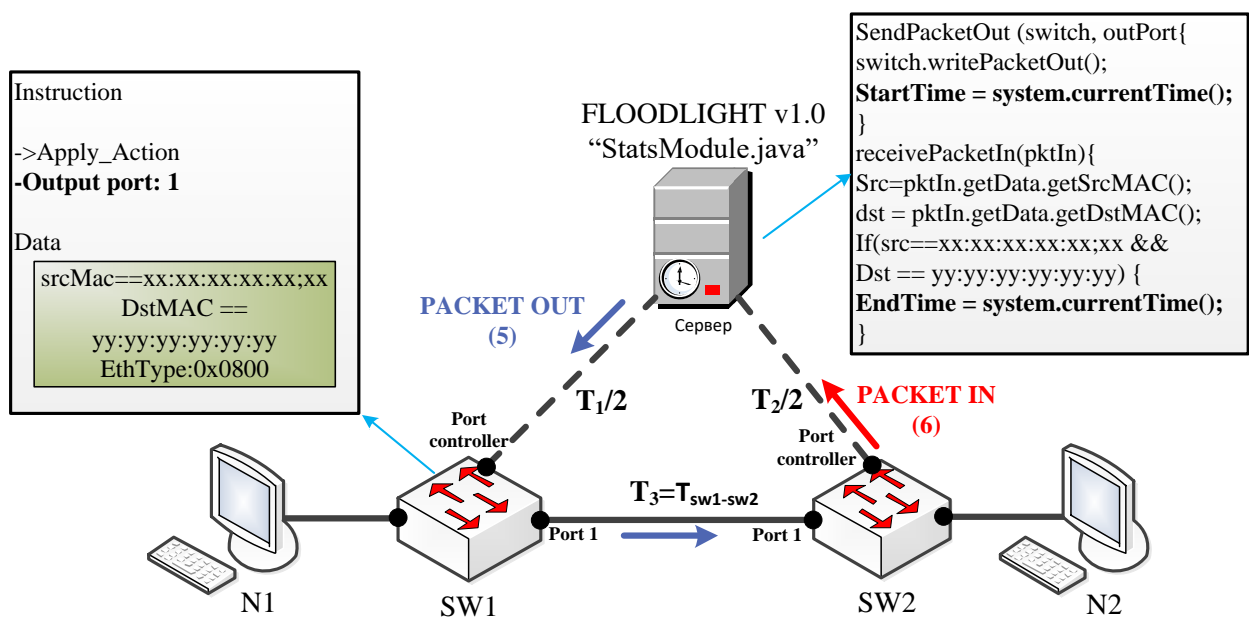 Instruction
->Apply_Action
-Output port: 1
Data
srcMac==xx:xx:xx:xx:xx;xx
DstMAC ==
yy:yy:yy:yy:yy:yy
EthType:0x0800
FLOODLIGHT v1.0
“StatsModule.java”
Сервер
SendPacketOut (switch, outPort{
switch.writePacketOut();
StartTime = system.currentTime();
}
receivePacketIn(pktIn){
Src=pktIn.getData.getSrcMAC();
dst = pktIn.getData.getDstMAC();
If(src==xx:xx:xx:xx:xx;xx &&
Dst == yy:yy:yy:yy:yy:yy) {
EndTime = system.currentTime();
}
PACKET OUT
(5)
T₁/2
T₂/2
PACKET IN
(6)
Port
controller
Port
controller
T₃=Tsw1-sw2
Port 1
Port 1
N1
SW1
SW2
N2